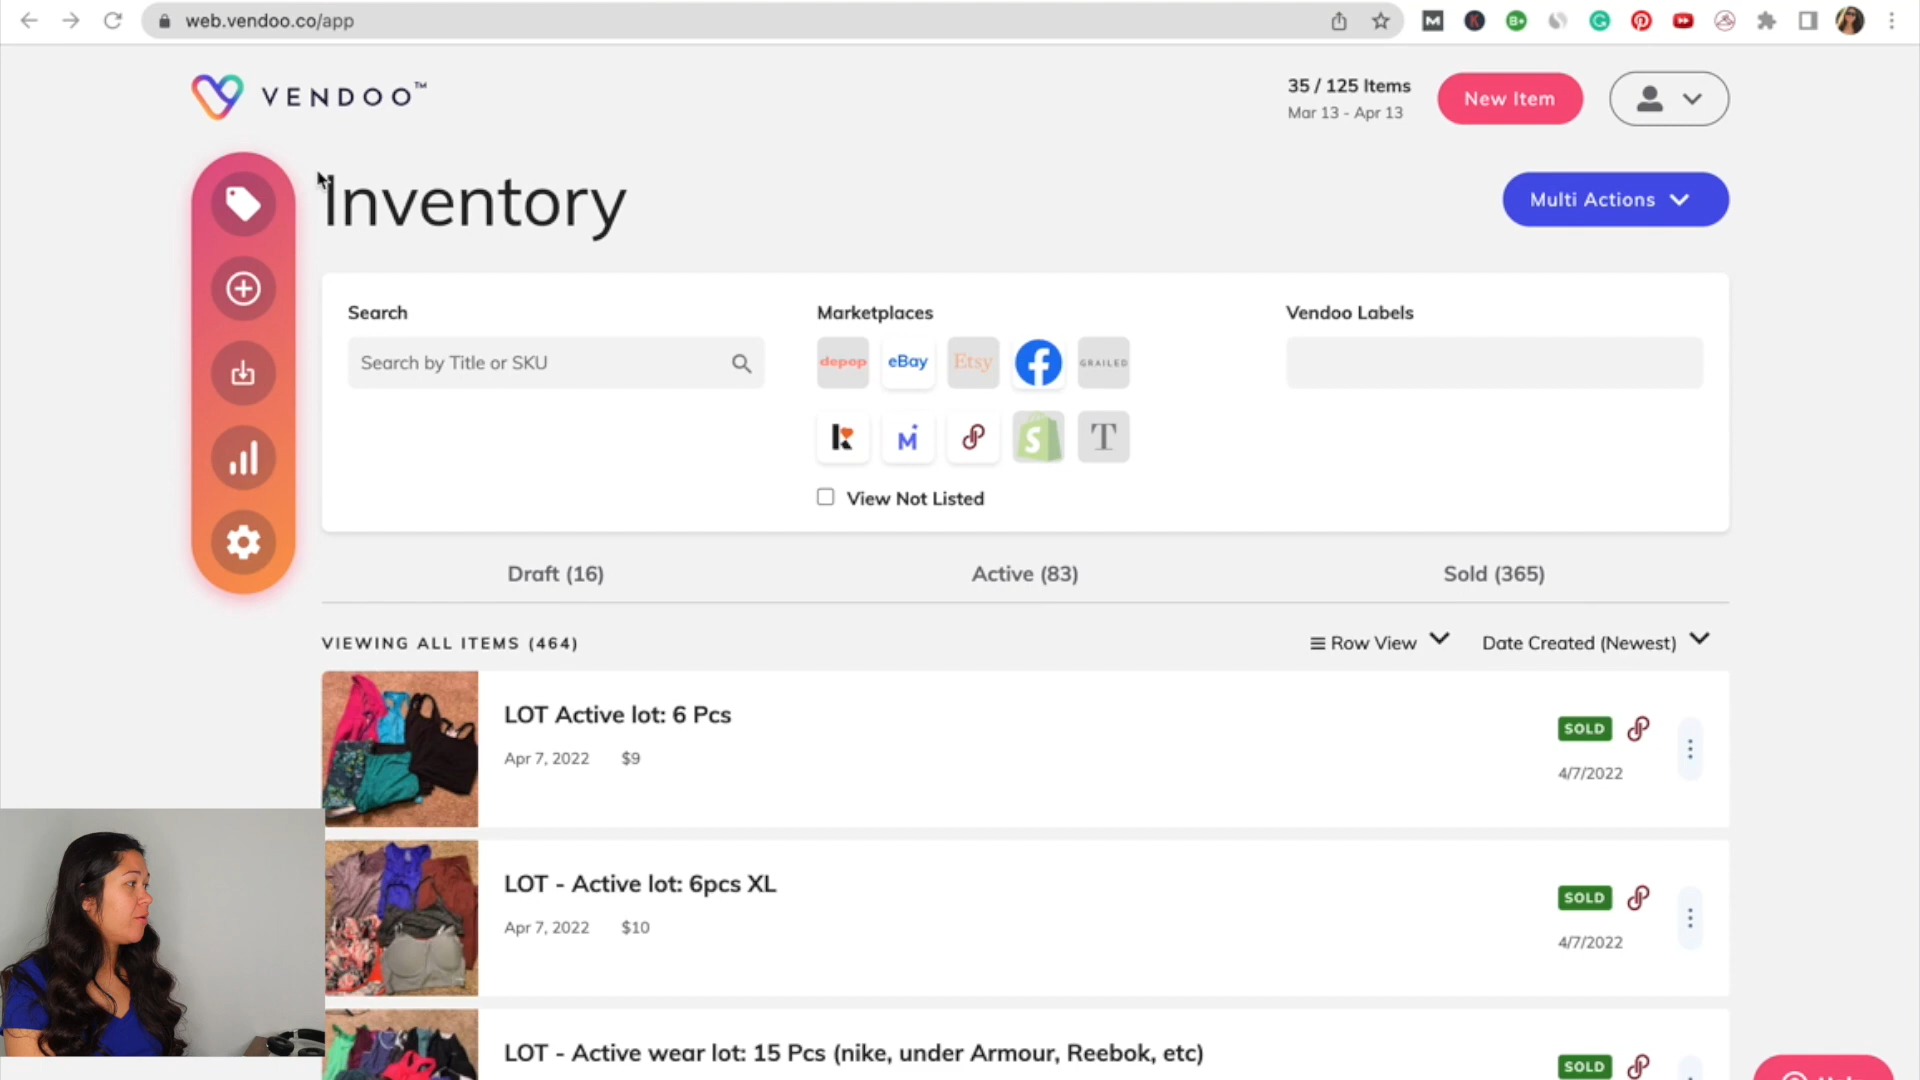 web.vendoo.co/app
VENDOO™
35 / 125 Items
Mar 13 - Apr 13
New Item
Inventory
Multi Actions
Search
Search by Title or SKU
Marketplaces
depop
eBay
Etsy
GRAILED
View Not Listed
Vendoo Labels
Draft (16)
Active (83)
Sold (365)
VIEWING ALL ITEMS (464)
Row View
Date Created (Newest)
LOT Active lot: 6 Pcs
Apr 7, 2022 $9
SOLD
4/7/2022
LOT - Active lot: 6pcs XL
Apr 7, 2022 $10
SOLD
4/7/2022
LOT - Active wear lot: 15 Pcs (nike, under Armour, Reebok, etc)
SOLD